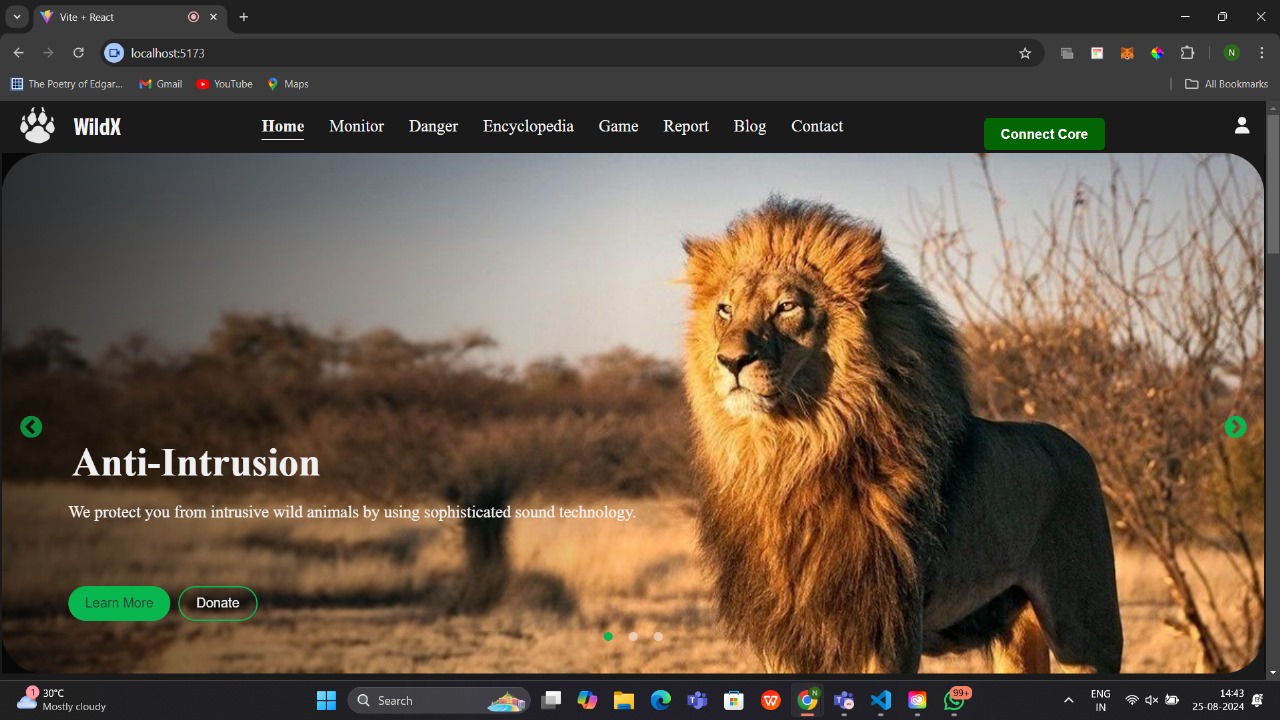 Vite + React
localhost:5173
N
The Poetry of Edgar...
Gmail
YouTube
Maps
All Bookmarks
WildX
Home
Monitor
Danger
Encyclopedia
Game
Report
Blog
Contact
Connect Core
Anti-Intrusion
We protect you from intrusive wild animals by using sophisticated sound technology.
Learn More
Donate
1
30°C
Mostly cloudy
Search
W
N
99+
ENG
IN
14:43
25-08-2024